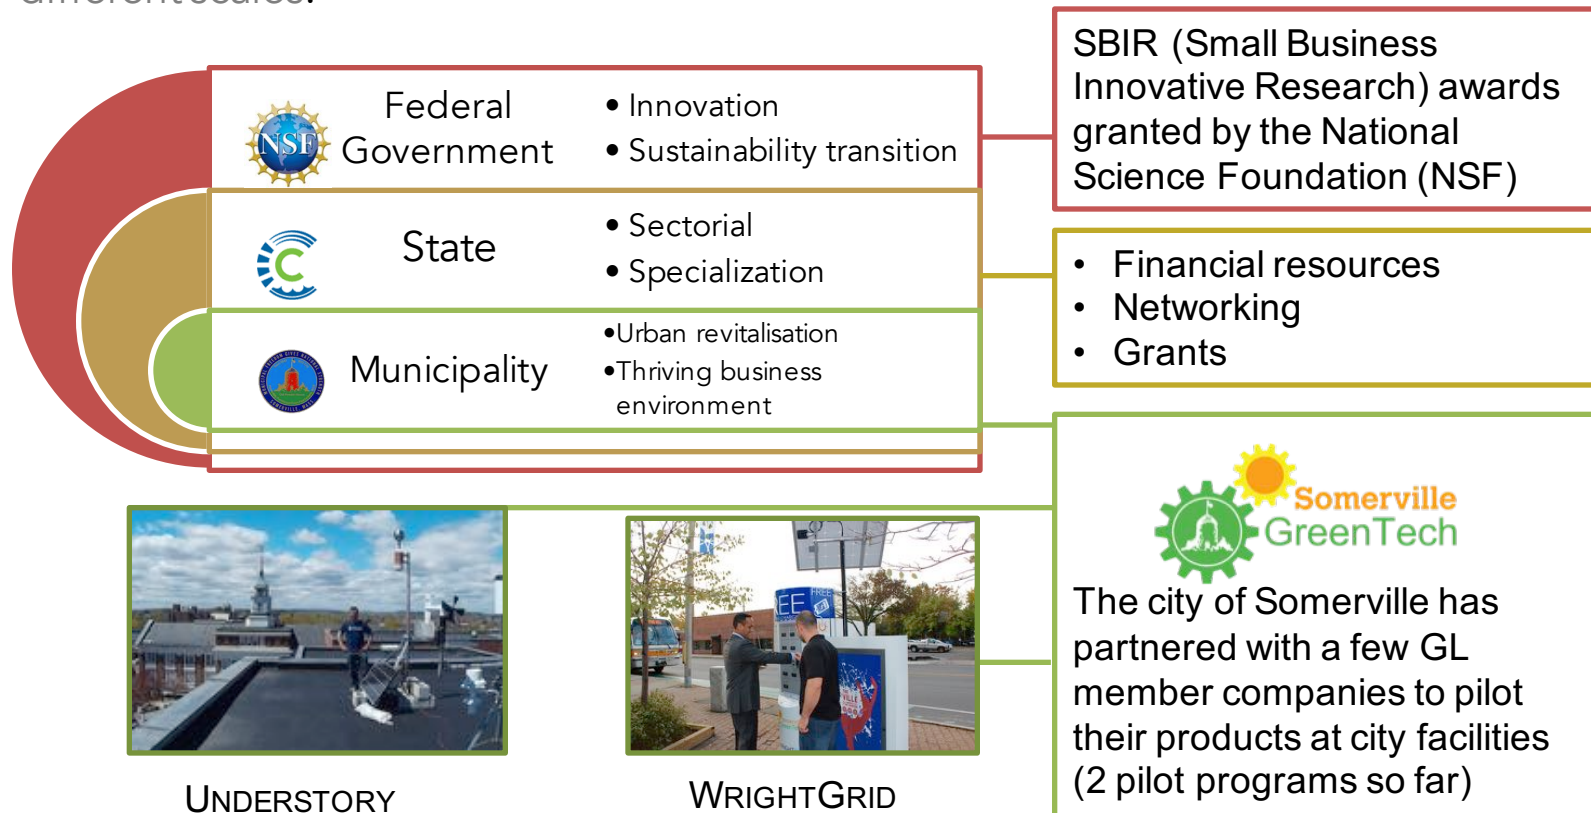 different scales.
Federal
Government
• Innovation
• Sustainability transition
NSF
State
• Sectorial
• Specialization
C
Municipality
•Urban revitalisation
•Thriving business
environment
SBIR (Small Business
Innovative Research) awards
granted by the National
Science Foundation (NSF)
• Financial resources
• Networking
• Grants
Somerville
GreenTech
The city of Somerville has
partnered with a few GL
member companies to pilot
their products at city facilities
(2 pilot programs so far)
FREE
UNDERSTORY
WRIGHTGRID